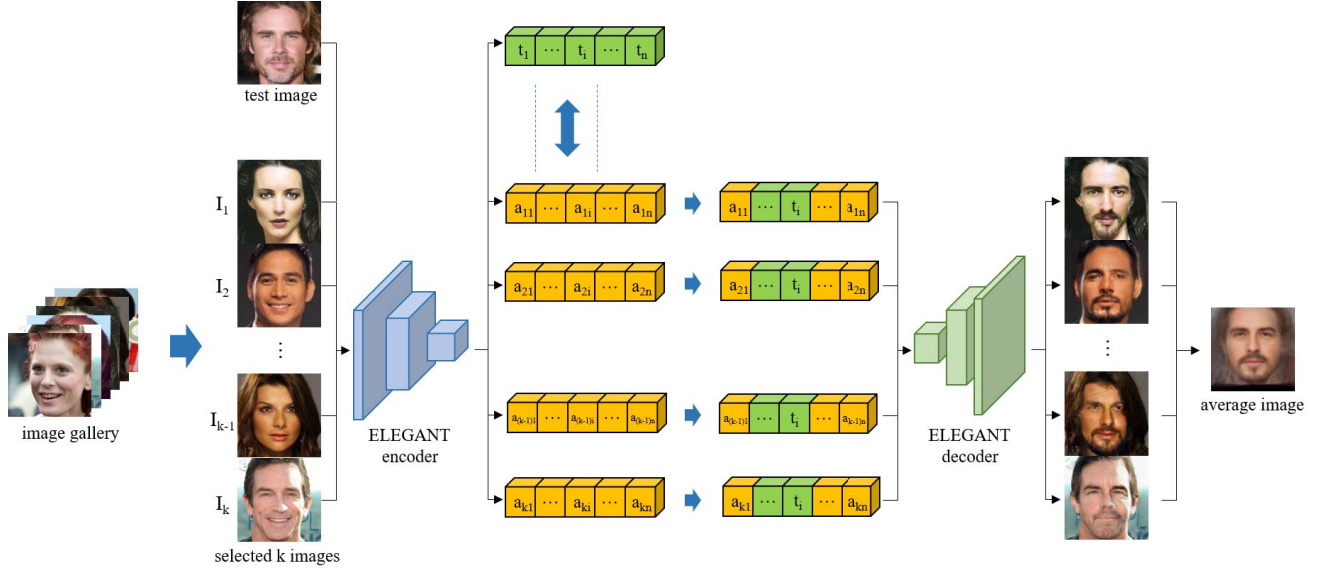 test image
t₁ ⋯ tᵢ ⋯ tₙ
I₁
a₁₁ ⋯ a₁ᵢ ⋯ a₁ₙ
a₁₁ ⋯ tᵢ ⋯ a₁ₙ
I₂
a₂₁ ⋯ a₂ᵢ ⋯ a₂ₙ
a₂₁ ⋯ tᵢ ⋯ a₂ₙ
⋮
⋮
image gallery
Iₖ₋₁
a₍ₖ₋₁₎₁ ⋯ a₍ₖ₋₁₎ᵢ ⋯ a₍ₖ₋₁₎ₙ
a₍ₖ₋₁₎₁ ⋯ tᵢ ⋯ a₍ₖ₋₁₎ₙ
ELEGANT
encoder
ELEGANT
decoder
average image
Iₖ
aₖ₁ ⋯ aₖᵢ ⋯ aₖₙ
aₖ₁ ⋯ tᵢ ⋯ aₖₙ
selected k images